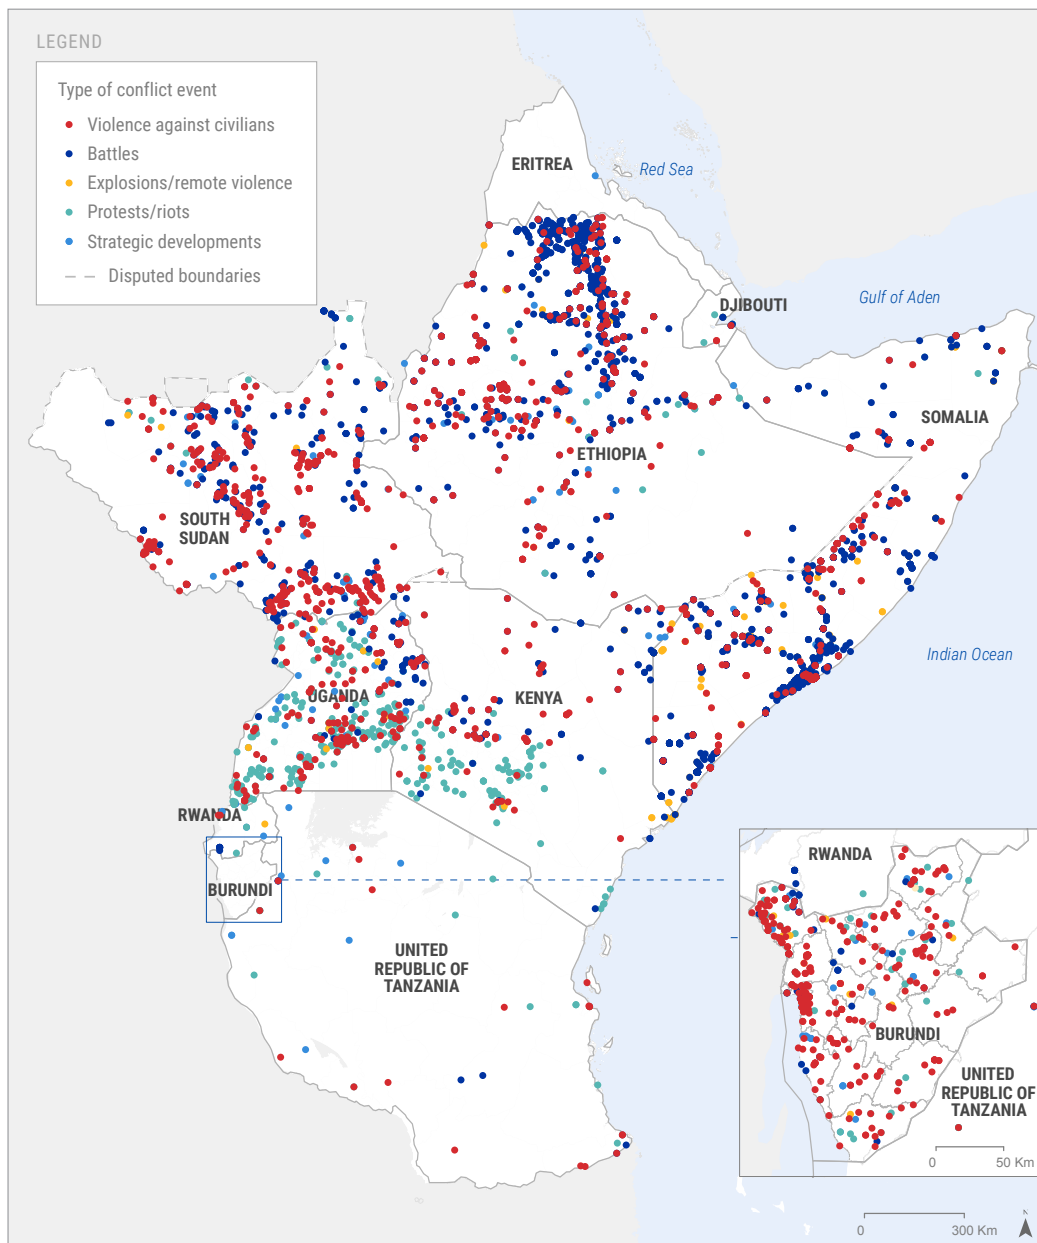 LEGEND
Type of conflict event
Violence against civilians
Battles
Explosions/remote violence
Protests/riots
Strategic developments
Disputed boundaries
ERITREA
Red Sea
DJIBOUTI
Gulf of Aden
SOMALIA
ETHIOPIA
SOUTH
SUDAN
Indian Ocean
UGANDA
KENYA
RWANDA
BURUNDI
UNITED
REPUBLIC OF
TANZANIA
RWANDA
BURUNDI
UNITED
REPUBLIC OF
TANZANIA
0 50 Km
0 300 Km
N